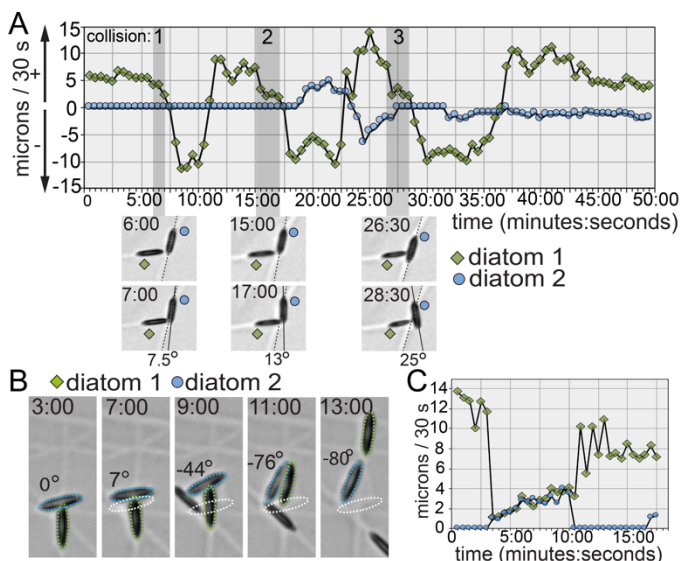 A
collision: 1 2 3
microns / 30 s
+
-
15
10
5
0
-5
-10
-15
0 5:00 10:00 15:00 20:00 25:00 30:00 35:00 40:00 45:00 50:00
time (minutes:seconds)
6:00 15:00 26:30
7:00 17:00 28:30
7.5° 13° 25°
diatom 1
diatom 2
B diatom 1 diatom 2
3:00 7:00 9:00 11:00 13:00
0° 7° -44° -76° -80°
C
microns / 30 s
14
12
10
8
6
4
2
0
0 5:00 10:00 15:00
time (minutes:seconds)